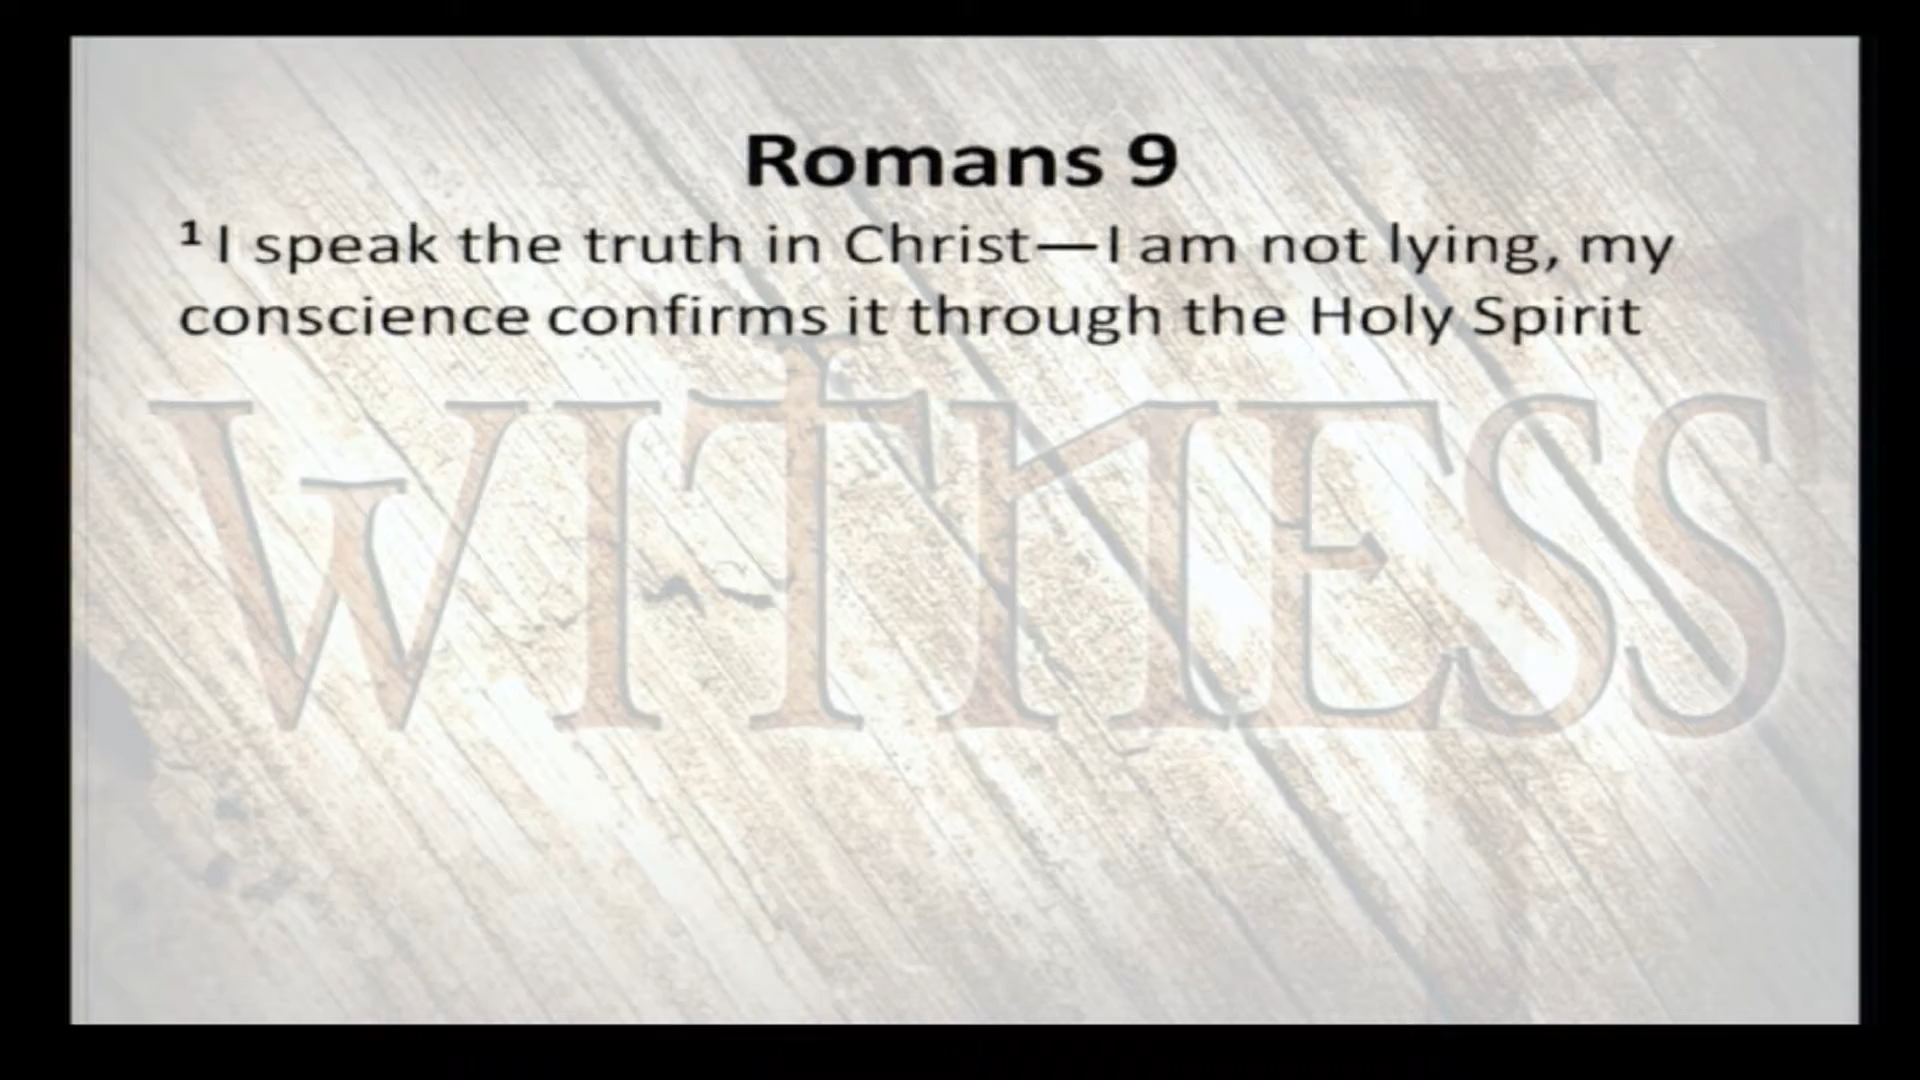 Romans 9
¹ I speak the truth in Christ—I am not lying, my
conscience confirms it through the Holy Spirit
WITNESS